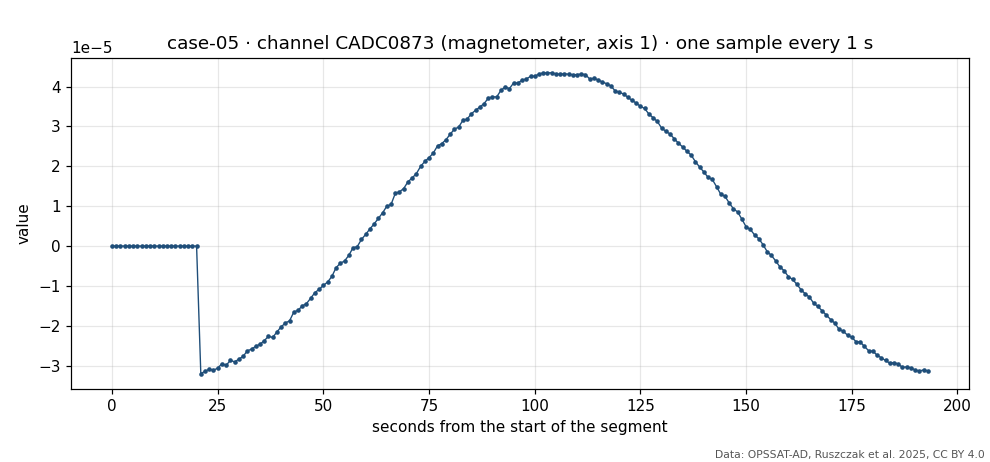 1e−5
case-05 · channel CADC0873 (magnetometer, axis 1) · one sample every 1 s
value
4
3
2
1
0
−1
−2
−3
0 25 50 75 100 125 150 175 200
seconds from the start of the segment
Data: OPSSAT-AD, Ruszczak et al. 2025, CC BY 4.0